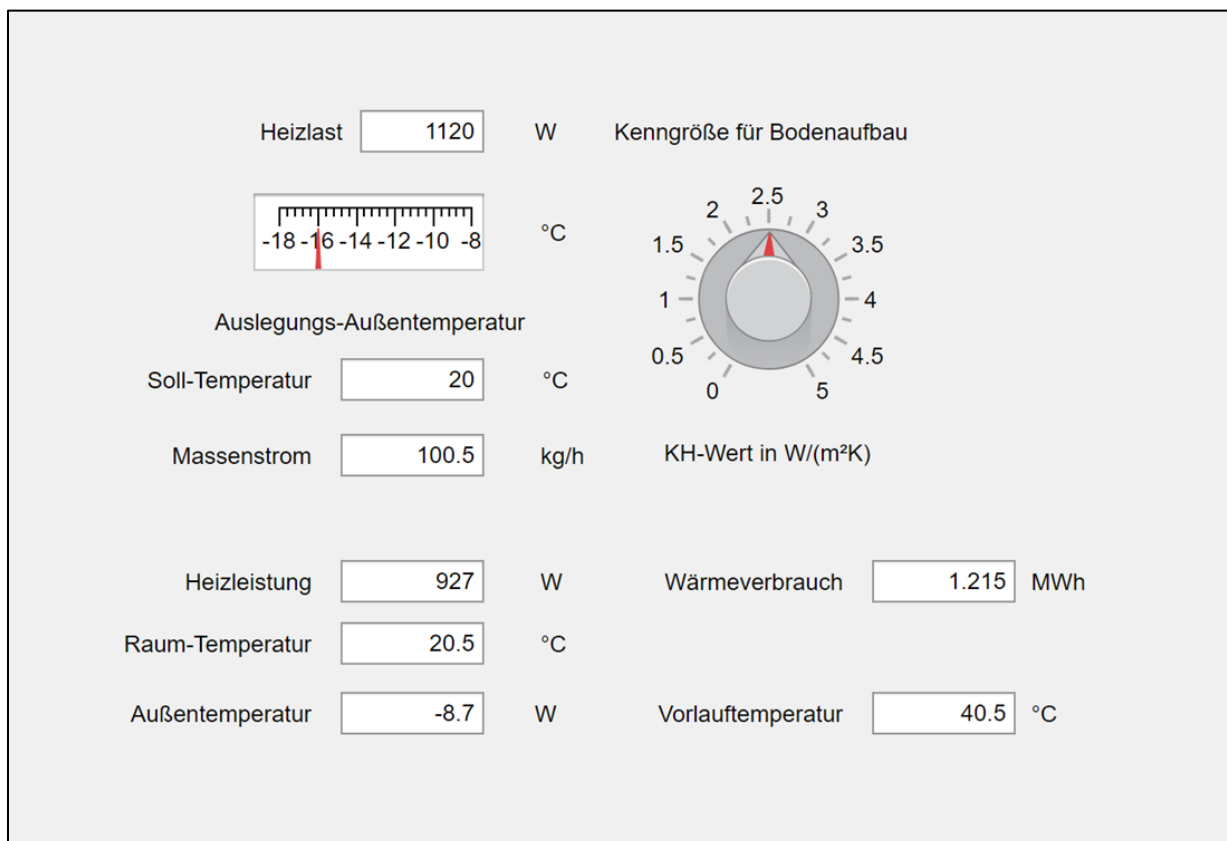 Heizlast 1120 W
Kenngröße für Bodenaufbau
-18 -16 -14 -12 -10 -8 °C
Auslegungs-Außentemperatur
0 0.5 1 1.5 2 2.5 3 3.5 4 4.5 5
Soll-Temperatur 20 °C
Massenstrom 100.5 kg/h
KH-Wert in W/(m²K)
Heizleistung 927 W
Wärmeverbrauch 1.215 MWh
Raum-Temperatur 20.5 °C
Außentemperatur -8.7 W
Vorlauftemperatur 40.5 °C